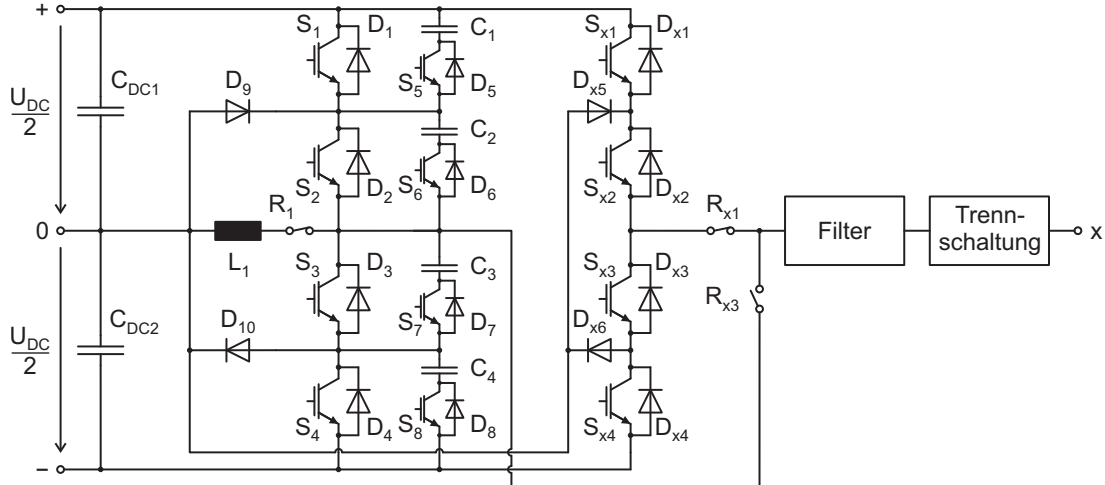 +
S1 D1 C1 Sx1 Dx1
CDC1 D9 S5 D5 Dx5
UDC
2
C2
S2 D2 S6 D6 Sx2 Dx2
R1 Rx1
0 Filter Trenn-
schaltung x
L1 S3 D3 C3 Sx3 Dx3
Rx3
CDC2 D10 S7 D7 Dx6
UDC
2
C4
S4 D4 S8 D8 Sx4 Dx4
−